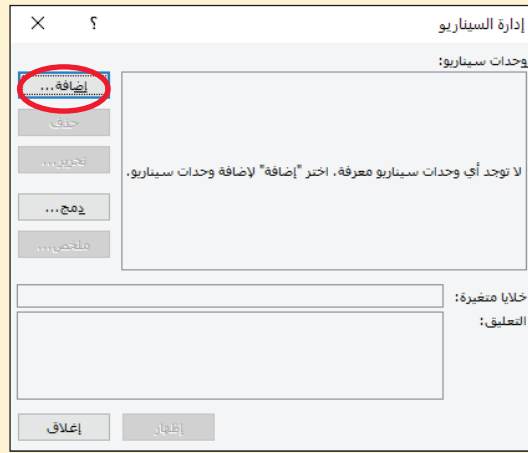 إدارة السيناريو
؟
وحدات سيناريو:
إضافة...
حذف
تحرير...
لا توجد أي وحدات سيناريو معرفة، اختر "إضافة" لإضافة وحدات سيناريو.
دمج...
ملخص...
خلايا متغيرة:
التعليق:
إظهار
إغلاق